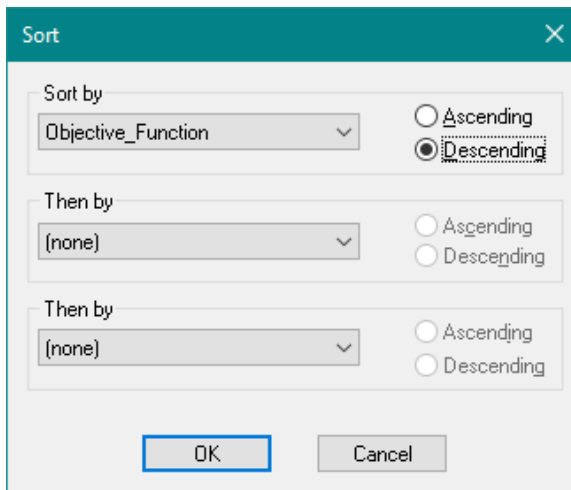 Sort
Sort by
Objective_Function
Ascending
Descending
Then by
(none)
Ascending
Descending
Then by
(none)
Ascending
Descending
OK
Cancel